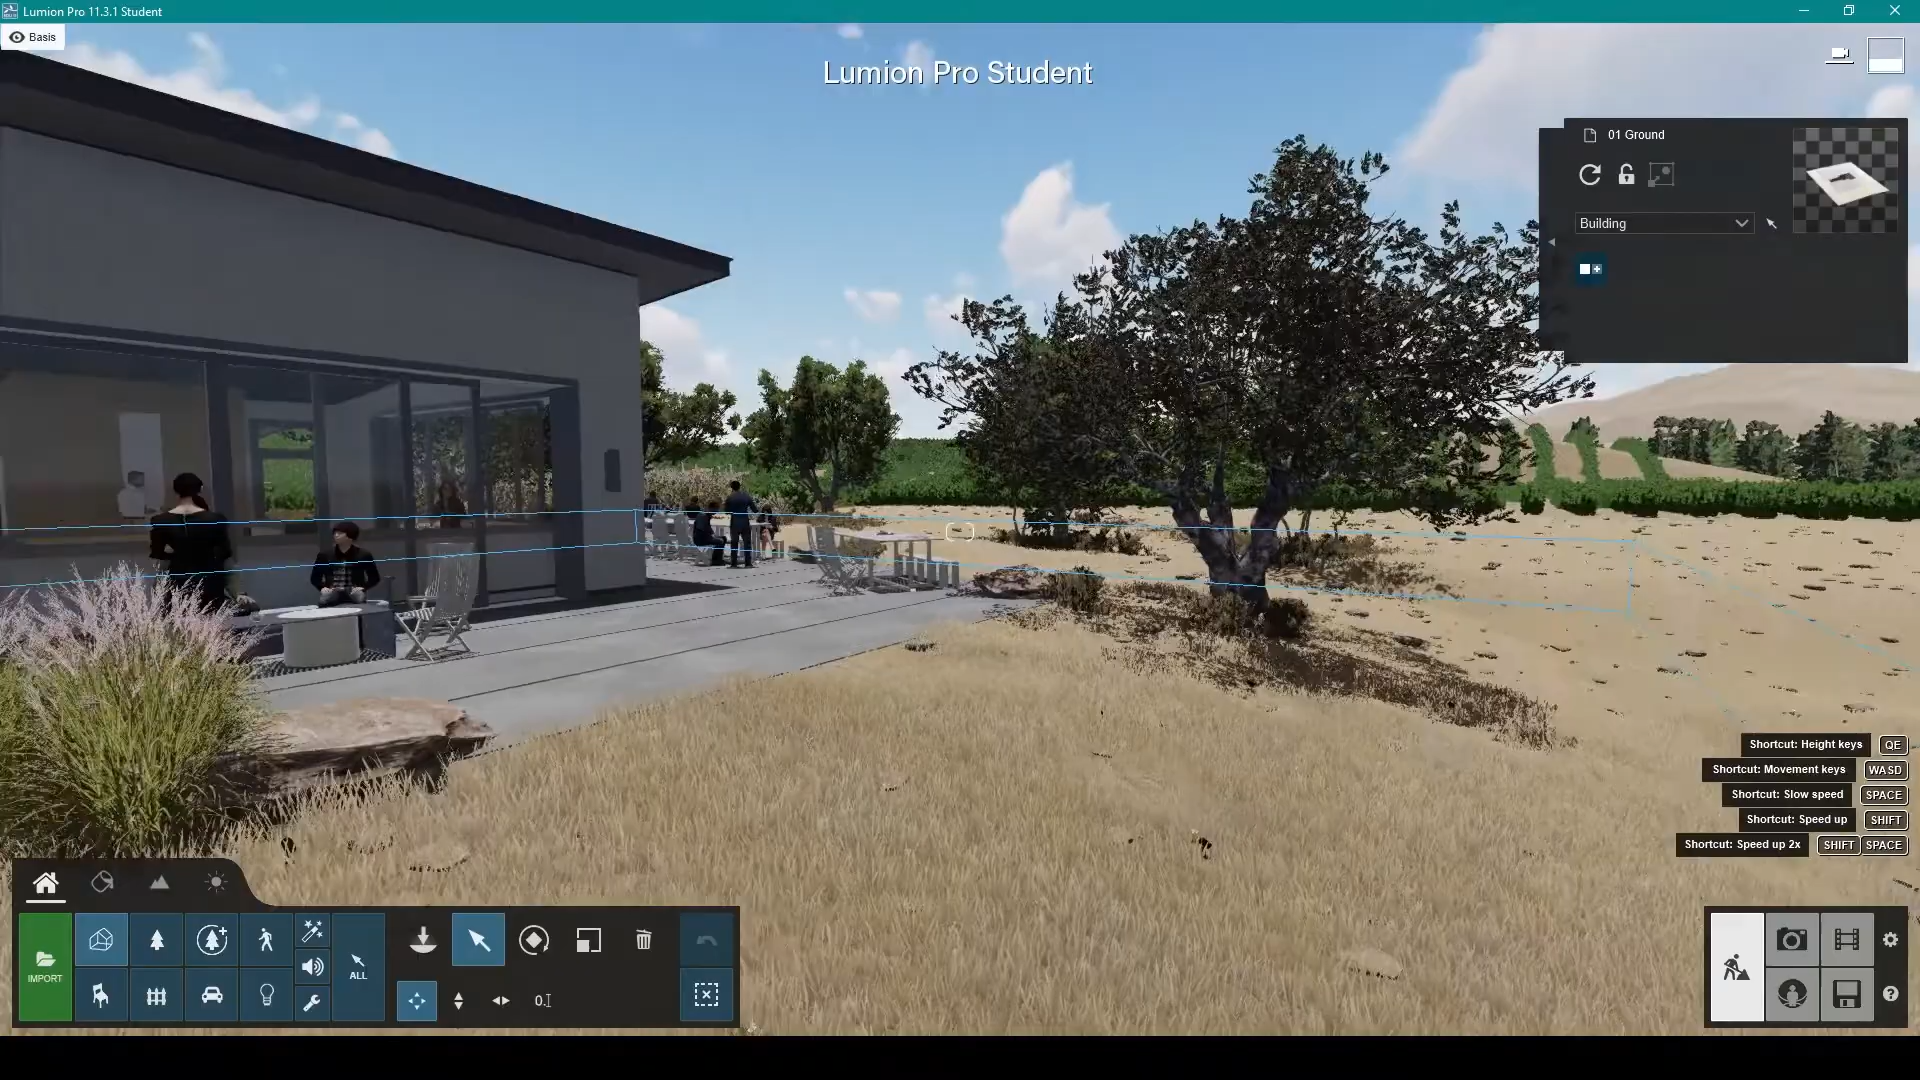 Lumion Pro 11.3.1 Student
Basis
Lumion Pro Student
01 Ground
Building
Shortcut: Height keys QE
Shortcut: Movement keys WASD
Shortcut: Slow speed SPACE
Shortcut: Speed up SHIFT
Shortcut: Speed up 2x SHIFT SPACE
IMPORT
ALL
0.